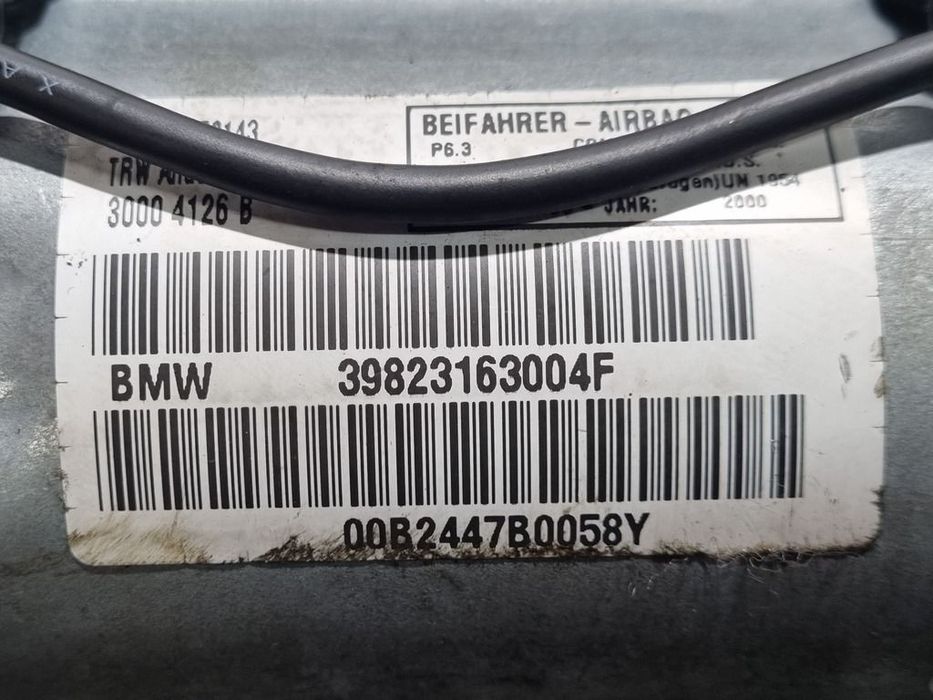 BEIFAHRER - AIRBAG
P6.3
TRW
UN 1954
3000 4126 B
JAHR: 2000
BMW 39823163004F
00B2447B0058Y